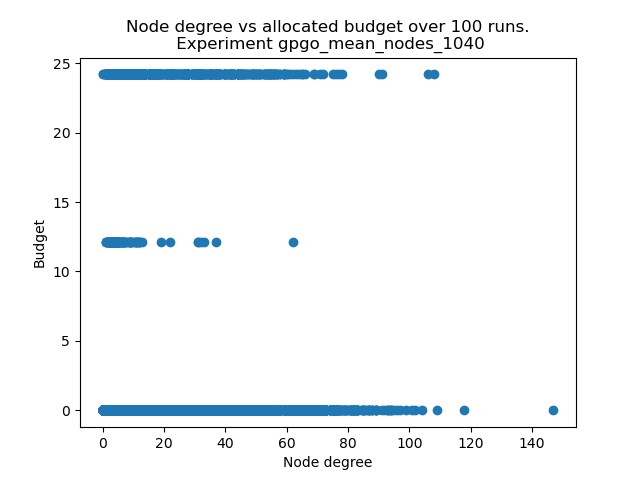 Node degree vs allocated budget over 100 runs.
Experiment gpgo_mean_nodes_1040
25
20
15
10
5
0
Budget
0 20 40 60 80 100 120 140
Node degree